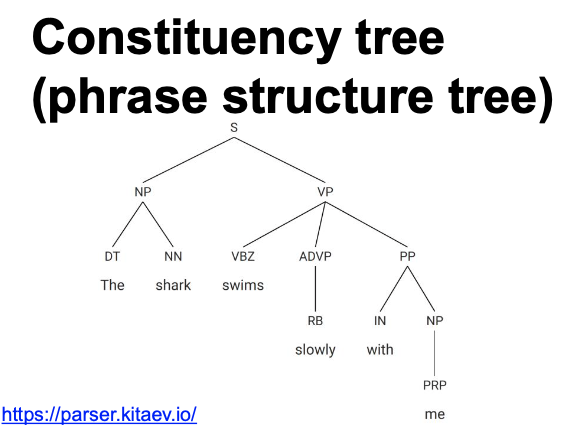 Constituency tree
(phrase structure tree)
S
NP VP
DT NN VBZ ADVP PP
The shark swims
RB IN NP
slowly with
PRP
https://parser.kitaev.io/ me